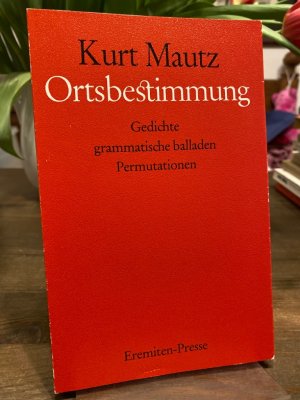 Kurt Mautz
Ortsbestimmung
Gedichte
grammatische balladen
Permutationen
Eremiten-Presse